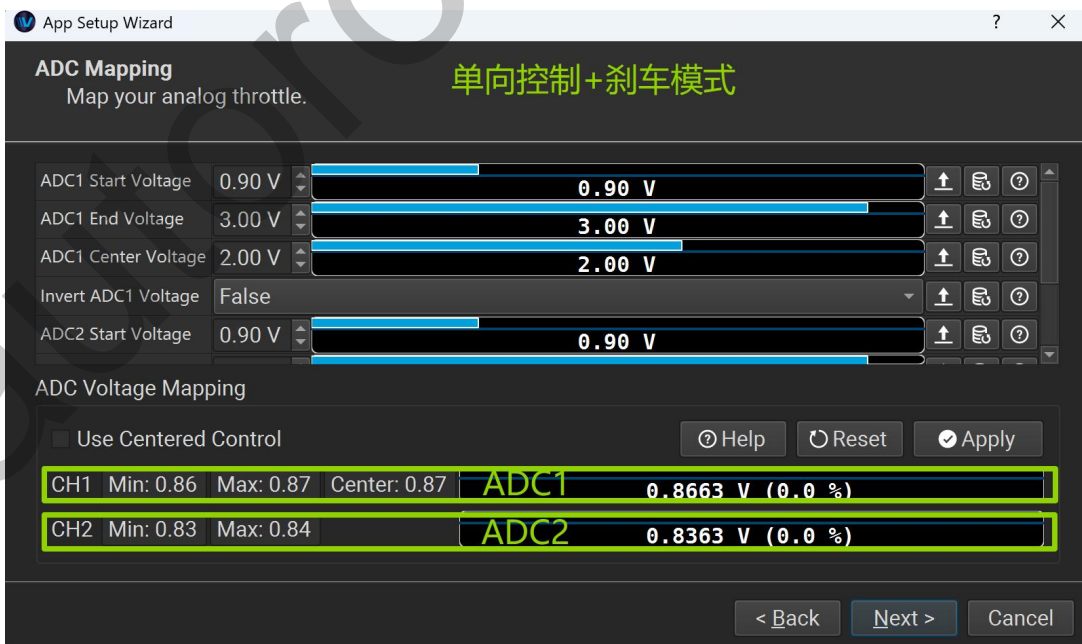 App Setup Wizard
ADC Mapping
Map your analog throttle.
单向控制+刹车模式
ADC1 Start Voltage 0.90 V 0.90 V
ADC1 End Voltage 3.00 V 3.00 V
ADC1 Center Voltage 2.00 V 2.00 V
Invert ADC1 Voltage False
ADC2 Start Voltage 0.90 V 0.90 V
ADC Voltage Mapping
Use Centered Control Help Reset Apply
CH1 Min: 0.86 Max: 0.87 Center: 0.87 ADC1 0.8663 V (0.0 %)
CH2 Min: 0.83 Max: 0.84 ADC2 0.8363 V (0.0 %)
< Back Next > Cancel